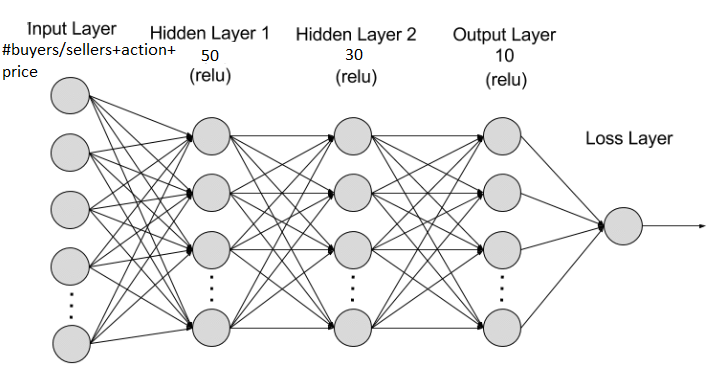 Input Layer
#buyers/sellers+action+
price
Hidden Layer 1
50
(relu)
Hidden Layer 2
30
(relu)
Output Layer
10
(relu)
Loss Layer